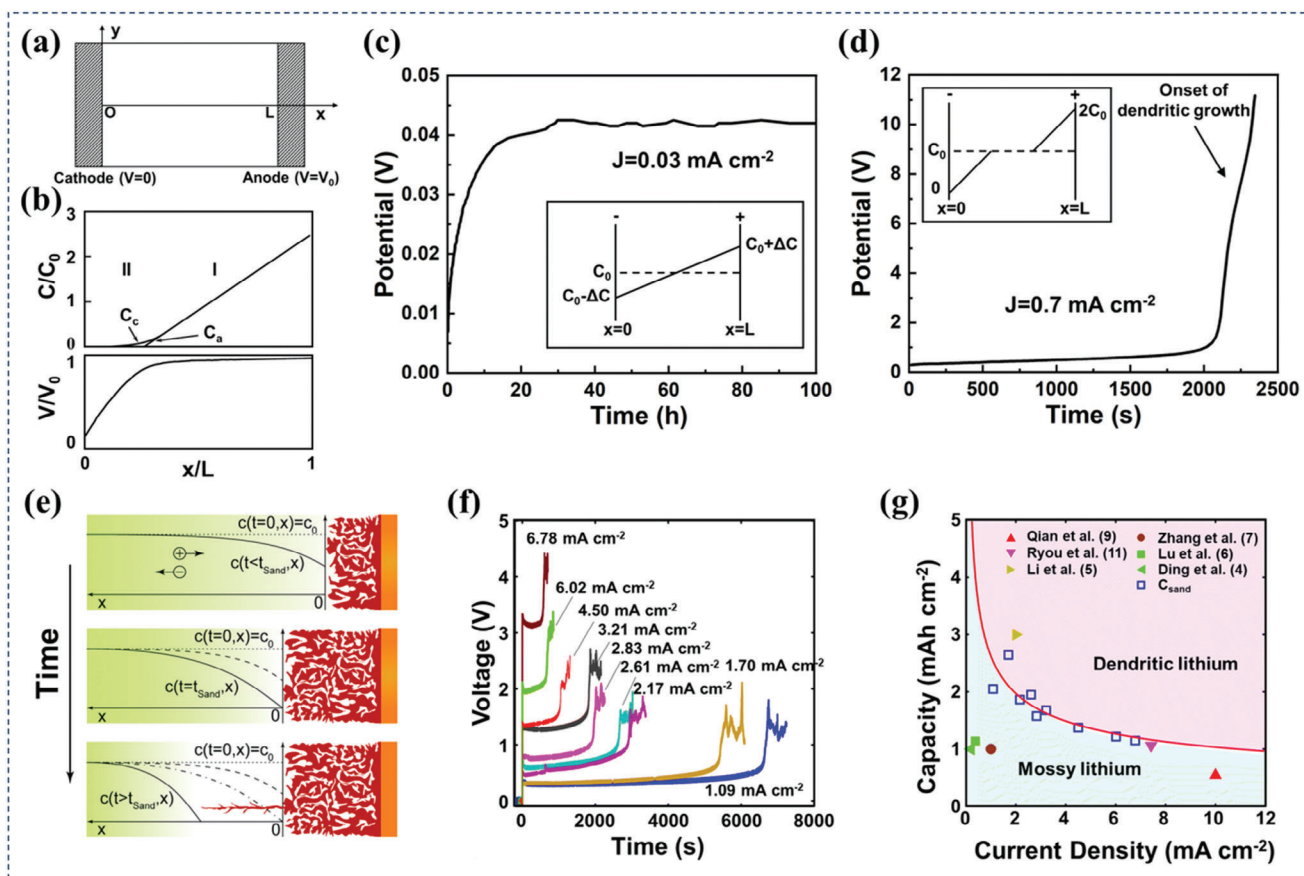 (a)
y
O
L
x
Cathode (V=0)
Anode (V=V₀)
(b)
C/C₀
3
2
1
0
II
I
C꜀
Cₐ
V/V₀
1
0
0
1
x/L
(c)
Potential (V)
0.05
0.04
0.03
0.02
0.01
0.00
J=0.03 mA cm⁻²
-
+
C₀
C₀+ΔC
C₀-ΔC
x=0
x=L
0 20 40 60 80 100
Time (h)
(d)
Potential (V)
12
10
8
6
4
2
0
-
+
2C₀
C₀
0
x=0
x=L
Onset of
dendritic growth
J=0.7 mA cm⁻²
0 500 1000 1500 2000 2500
Time (s)
(e)
Time
c(t=0,x)=c₀
c(t<t_Sand,x)
+
−
x
0
c(t=0,x)=c₀
c(t=t_Sand,x)
x
0
c(t=0,x)=c₀
c(t>t_Sand,x)
x
0
(f)
Voltage (V)
5
4
3
2
1
0
6.78 mA cm⁻²
6.02 mA cm⁻²
4.50 mA cm⁻²
3.21 mA cm⁻²
2.83 mA cm⁻²
2.61 mA cm⁻²
2.17 mA cm⁻²
1.70 mA cm⁻²
1.09 mA cm⁻²
0 2000 4000 6000 8000
Time (s)
(g)
Capacity (mAh cm⁻²)
5
4
3
2
1
0
Qian et al. (9)
Ryou et al. (11)
Li et al. (5)
Zhang et al. (7)
Lu et al. (6)
Ding et al. (4)
C_sand
Dendritic lithium
Mossy lithium
0 2 4 6 8 10 12
Current Density (mA cm⁻²)